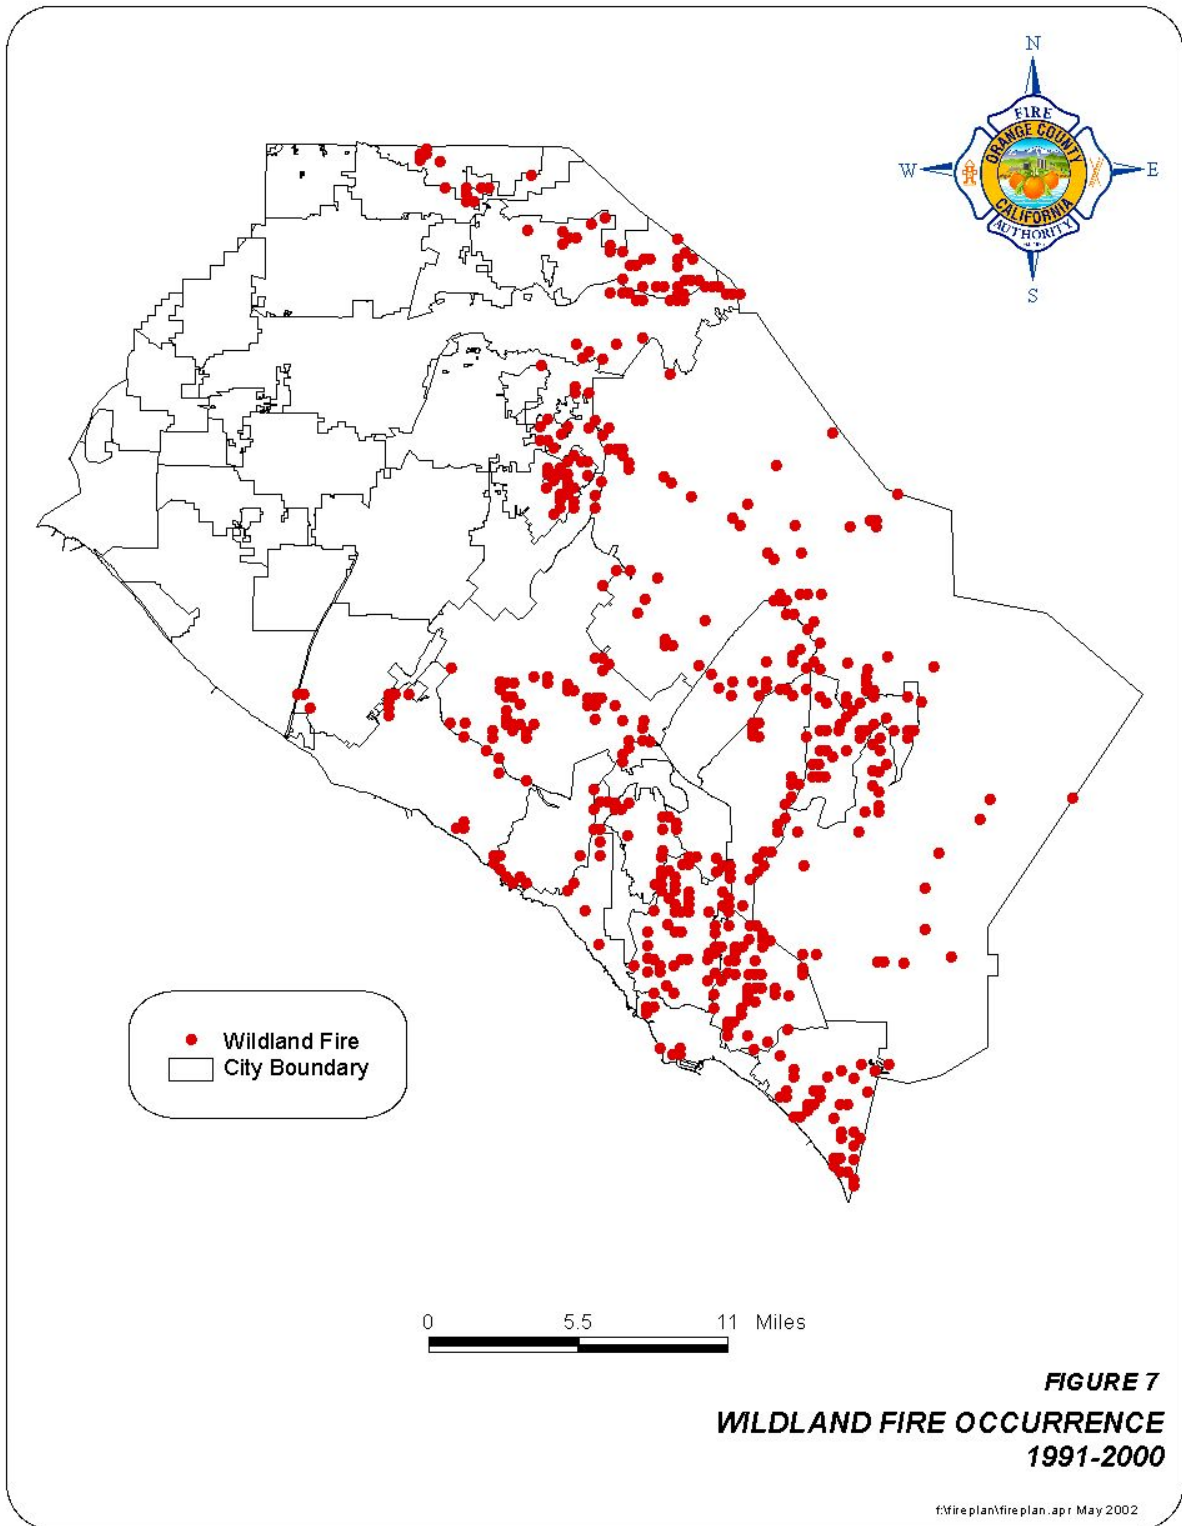 N
FIRE
ORANGE COUNTY
W
E
CALIFORNIA
AUTHORITY
S
Wildland Fire
City Boundary
0 5.5 11 Miles
FIGURE 7
WILDLAND FIRE OCCURRENCE
1991-2000
f:\fireplan\fireplan.apr May 2002